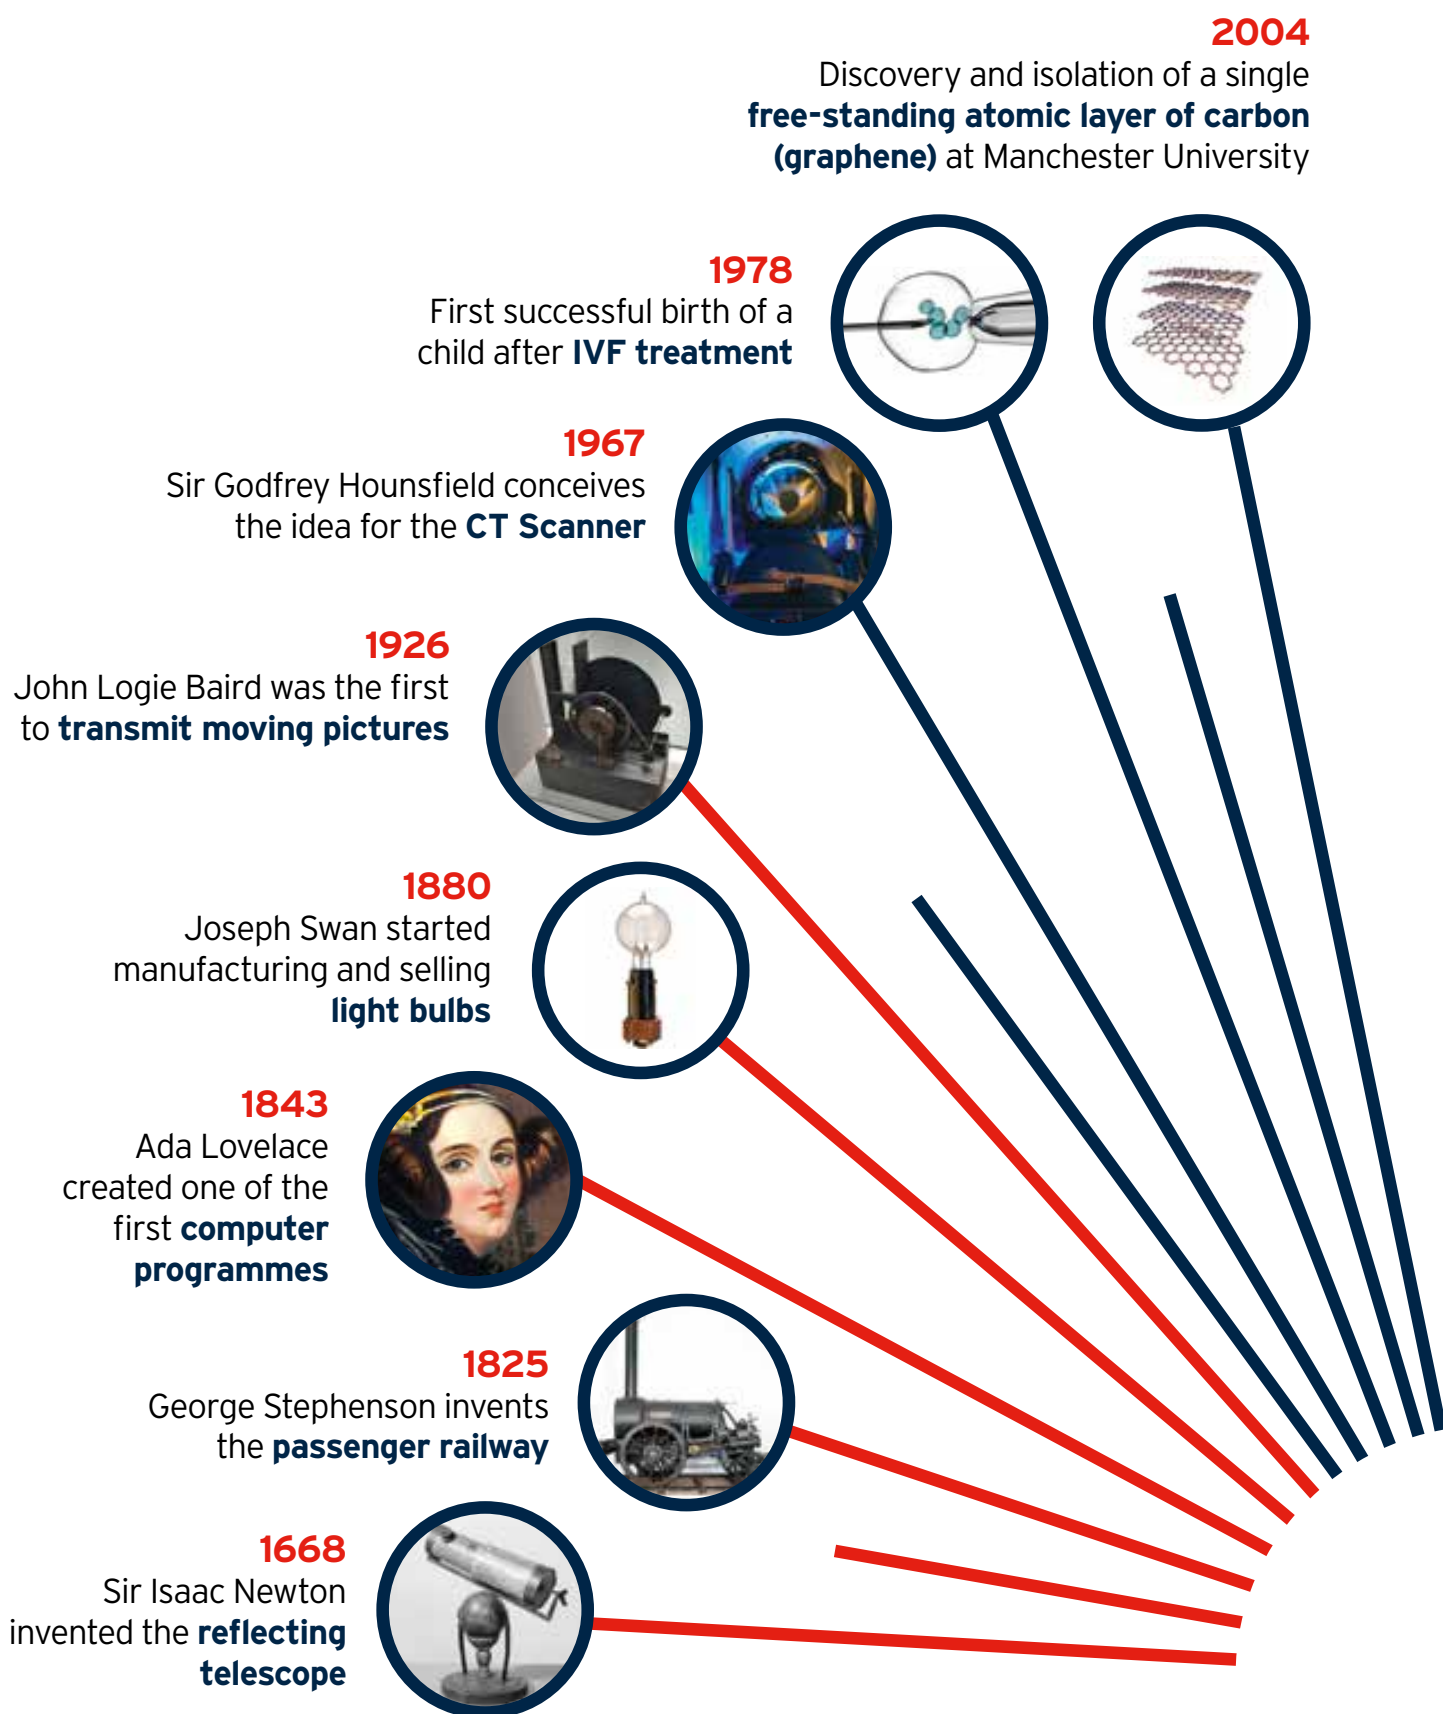 2004
Discovery and isolation of a single
free-standing atomic layer of carbon
(graphene) at Manchester University
1978
First successful birth of a
child after IVF treatment
1967
Sir Godfrey Hounsfield conceives
the idea for the CT Scanner
1926
John Logie Baird was the first
to transmit moving pictures
1880
Joseph Swan started
manufacturing and selling
light bulbs
1843
Ada Lovelace
created one of the
first computer
programmes
1825
George Stephenson invents
the passenger railway
1668
Sir Isaac Newton
invented the reflecting
telescope